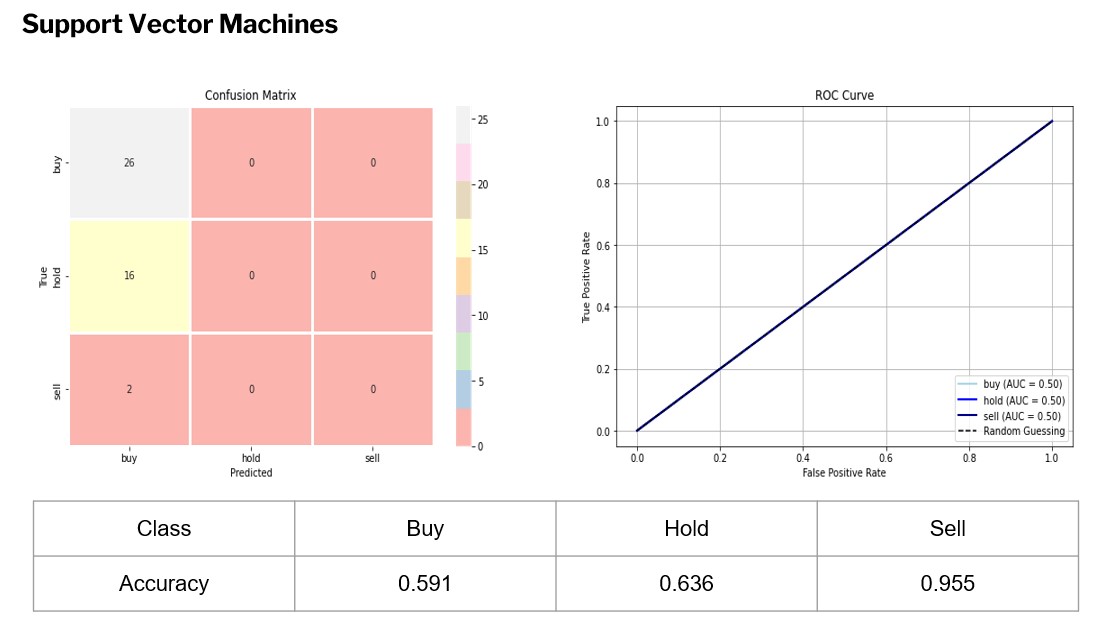 Support Vector Machines
Confusion Matrix
buy
hold
sell
True
26 0 0
16 0 0
2 0 0
buy hold sell
Predicted
25
20
15
10
5
0
ROC Curve
True Positive Rate
1.0
0.8
0.6
0.4
0.2
0.0
0.0 0.2 0.4 0.6 0.8 1.0
False Positive Rate
buy (AUC = 0.50)
hold (AUC = 0.50)
sell (AUC = 0.50)
Random Guessing
Class Buy Hold Sell
Accuracy 0.591 0.636 0.955